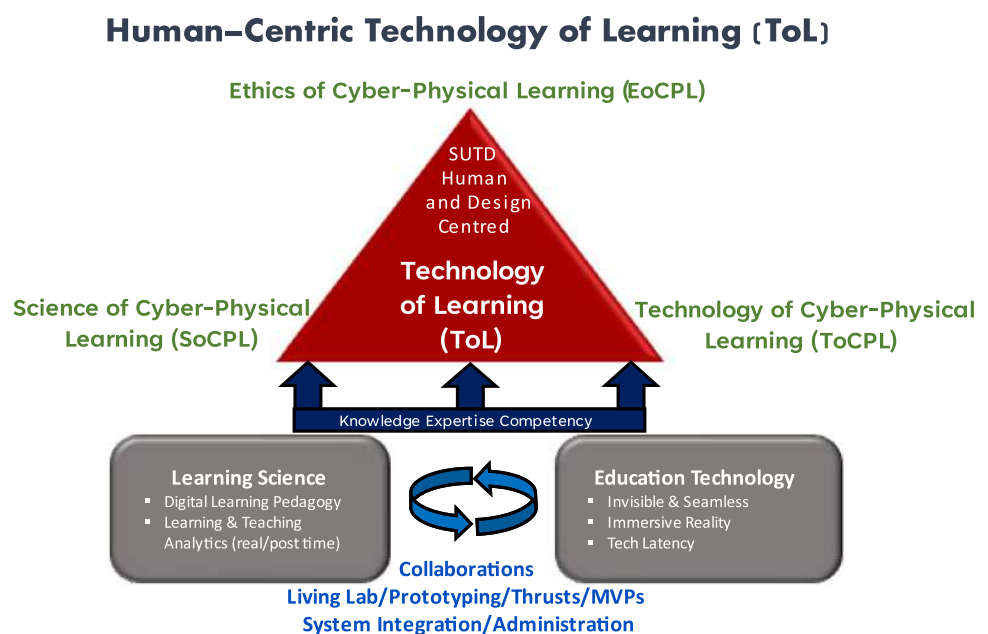 Human–Centric Technology of Learning (ToL)
Ethics of Cyber-Physical Learning (EoCPL)
SUTD
Human
and Design
Centred
Technology
of Learning
(ToL)
Science of Cyber-Physical
Learning (SoCPL)
Technology of Cyber-Physical
Learning (ToCPL)
Knowledge Expertise Competency
Learning Science
▪ Digital Learning Pedagogy
▪ Learning & Teaching
Analytics (real/post time)
Education Technology
▪ Invisible & Seamless
▪ Immersive Reality
▪ Tech Latency
Collaborations
Living Lab/Prototyping/Thrusts/MVPs
System Integration/Administration